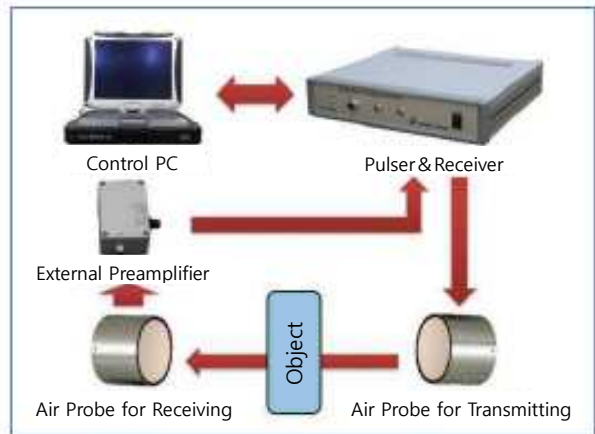 Control PC
Pulser&Receiver
External Preamplifier
Object
Air Probe for Receiving
Air Probe for Transmitting